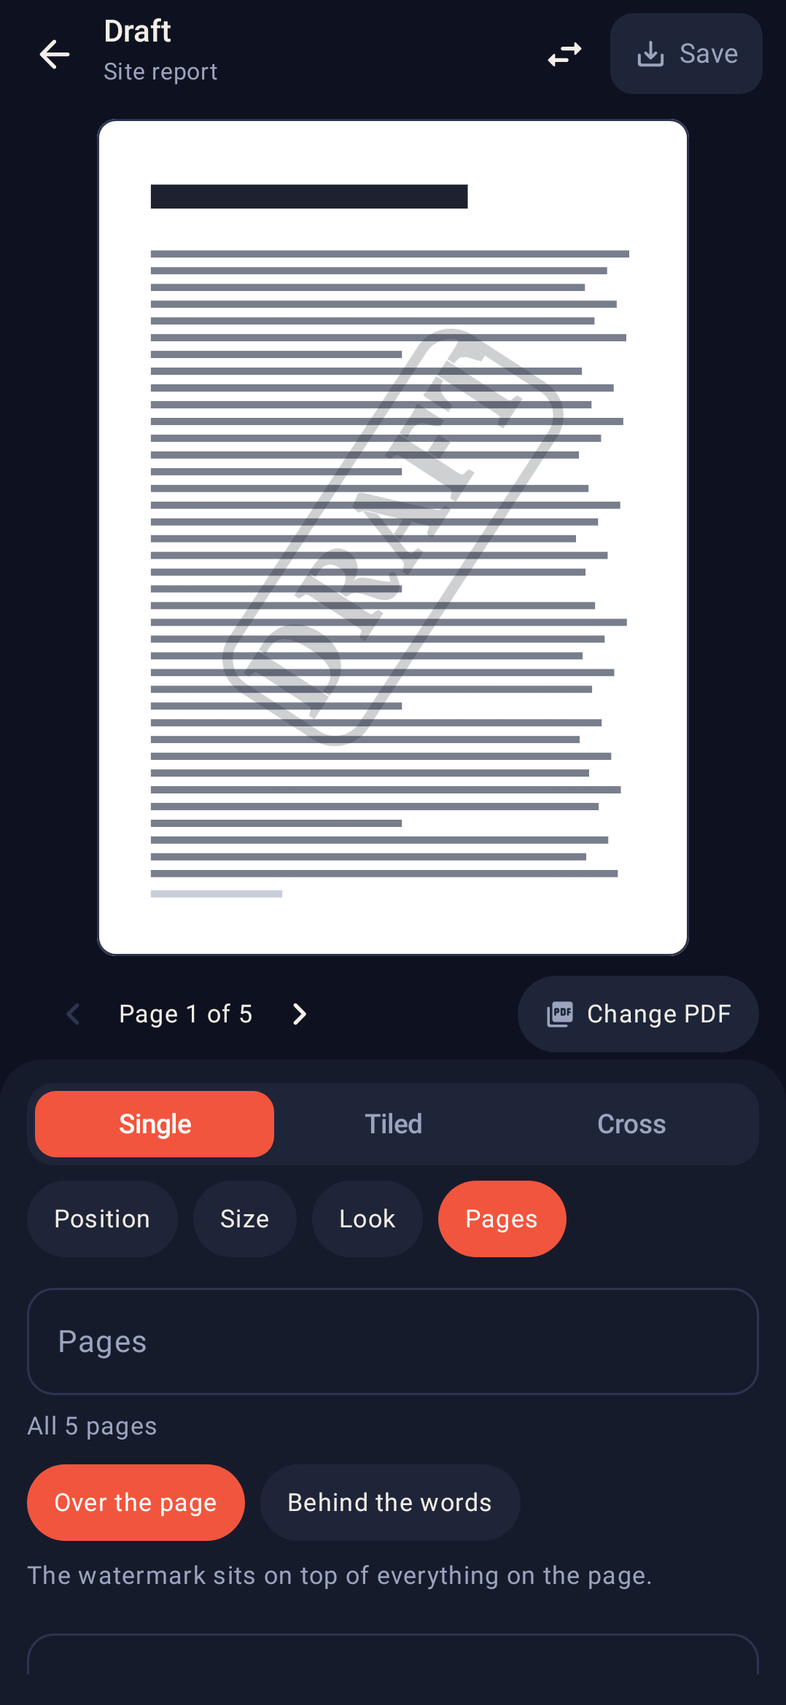 Draft
Site report
Save
DRAFT
Page 1 of 5
PDF
Change PDF
Single
Tiled
Cross
Position
Size
Look
Pages
Pages
All 5 pages
Over the page
Behind the words
The watermark sits on top of everything on the page.